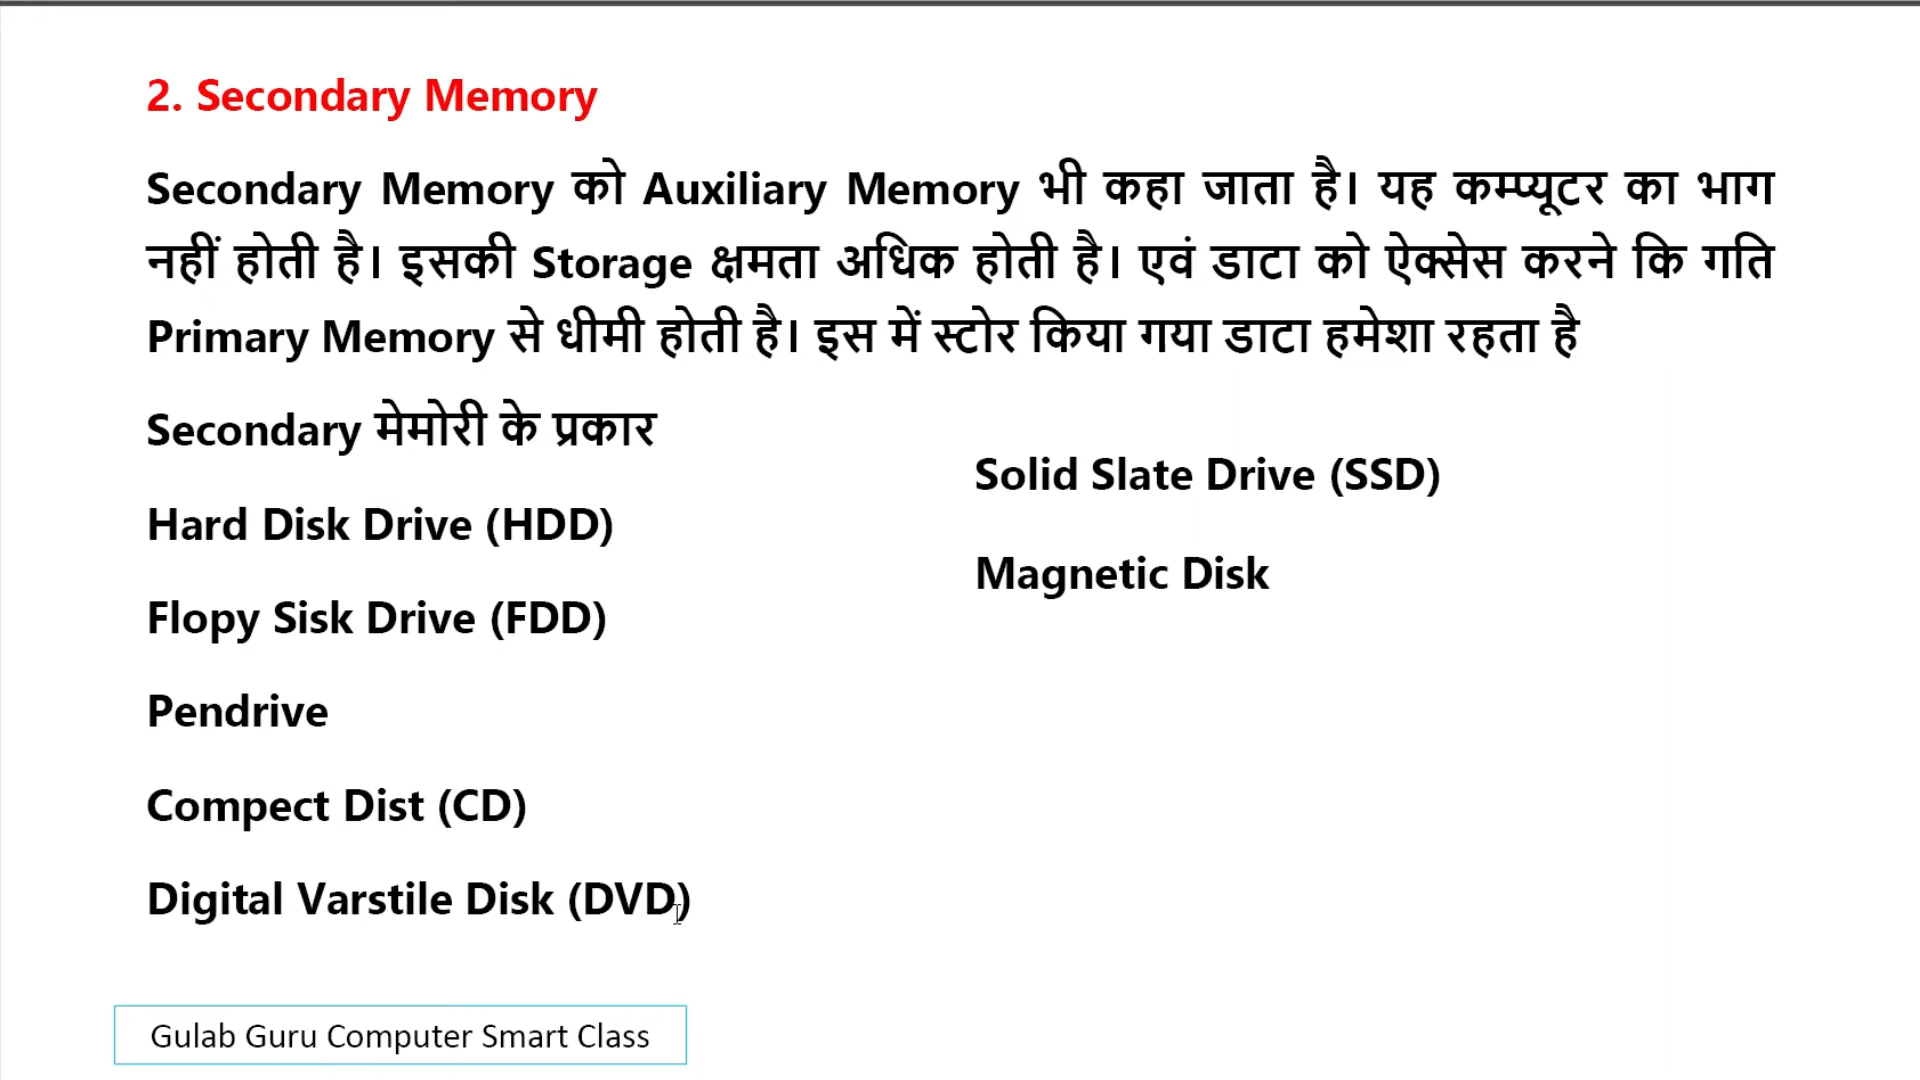 2. Secondary Memory
Secondary Memory को Auxiliary Memory भी कहा जाता है। यह कम्प्यूटर का भाग
नहीं होती है। इसकी Storage क्षमता अधिक होती है। एवं डाटा को ऐक्सेस करने कि गति
Primary Memory से धीमी होती है। इस में स्टोर किया गया डाटा हमेशा रहता है
Secondary मेमोरी के प्रकार
Hard Disk Drive (HDD)
Flopy Sisk Drive (FDD)
Pendrive
Compect Dist (CD)
Digital Varstile Disk (DVD)
Solid Slate Drive (SSD)
Magnetic Disk
Gulab Guru Computer Smart Class